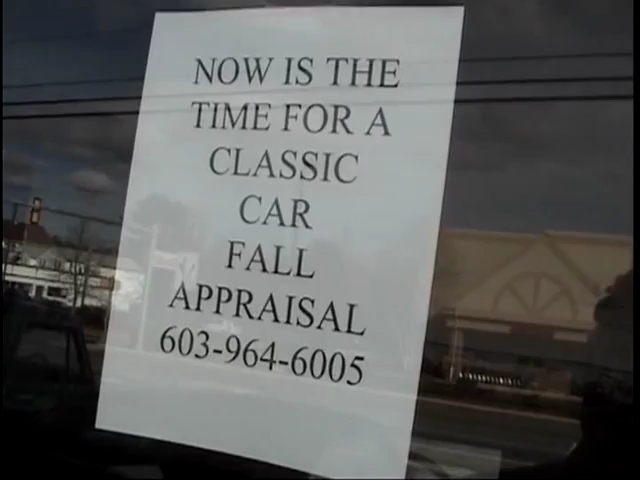 NOW IS THE
TIME FOR A
CLASSIC
CAR
FALL
APPRAISAL
603-964-6005